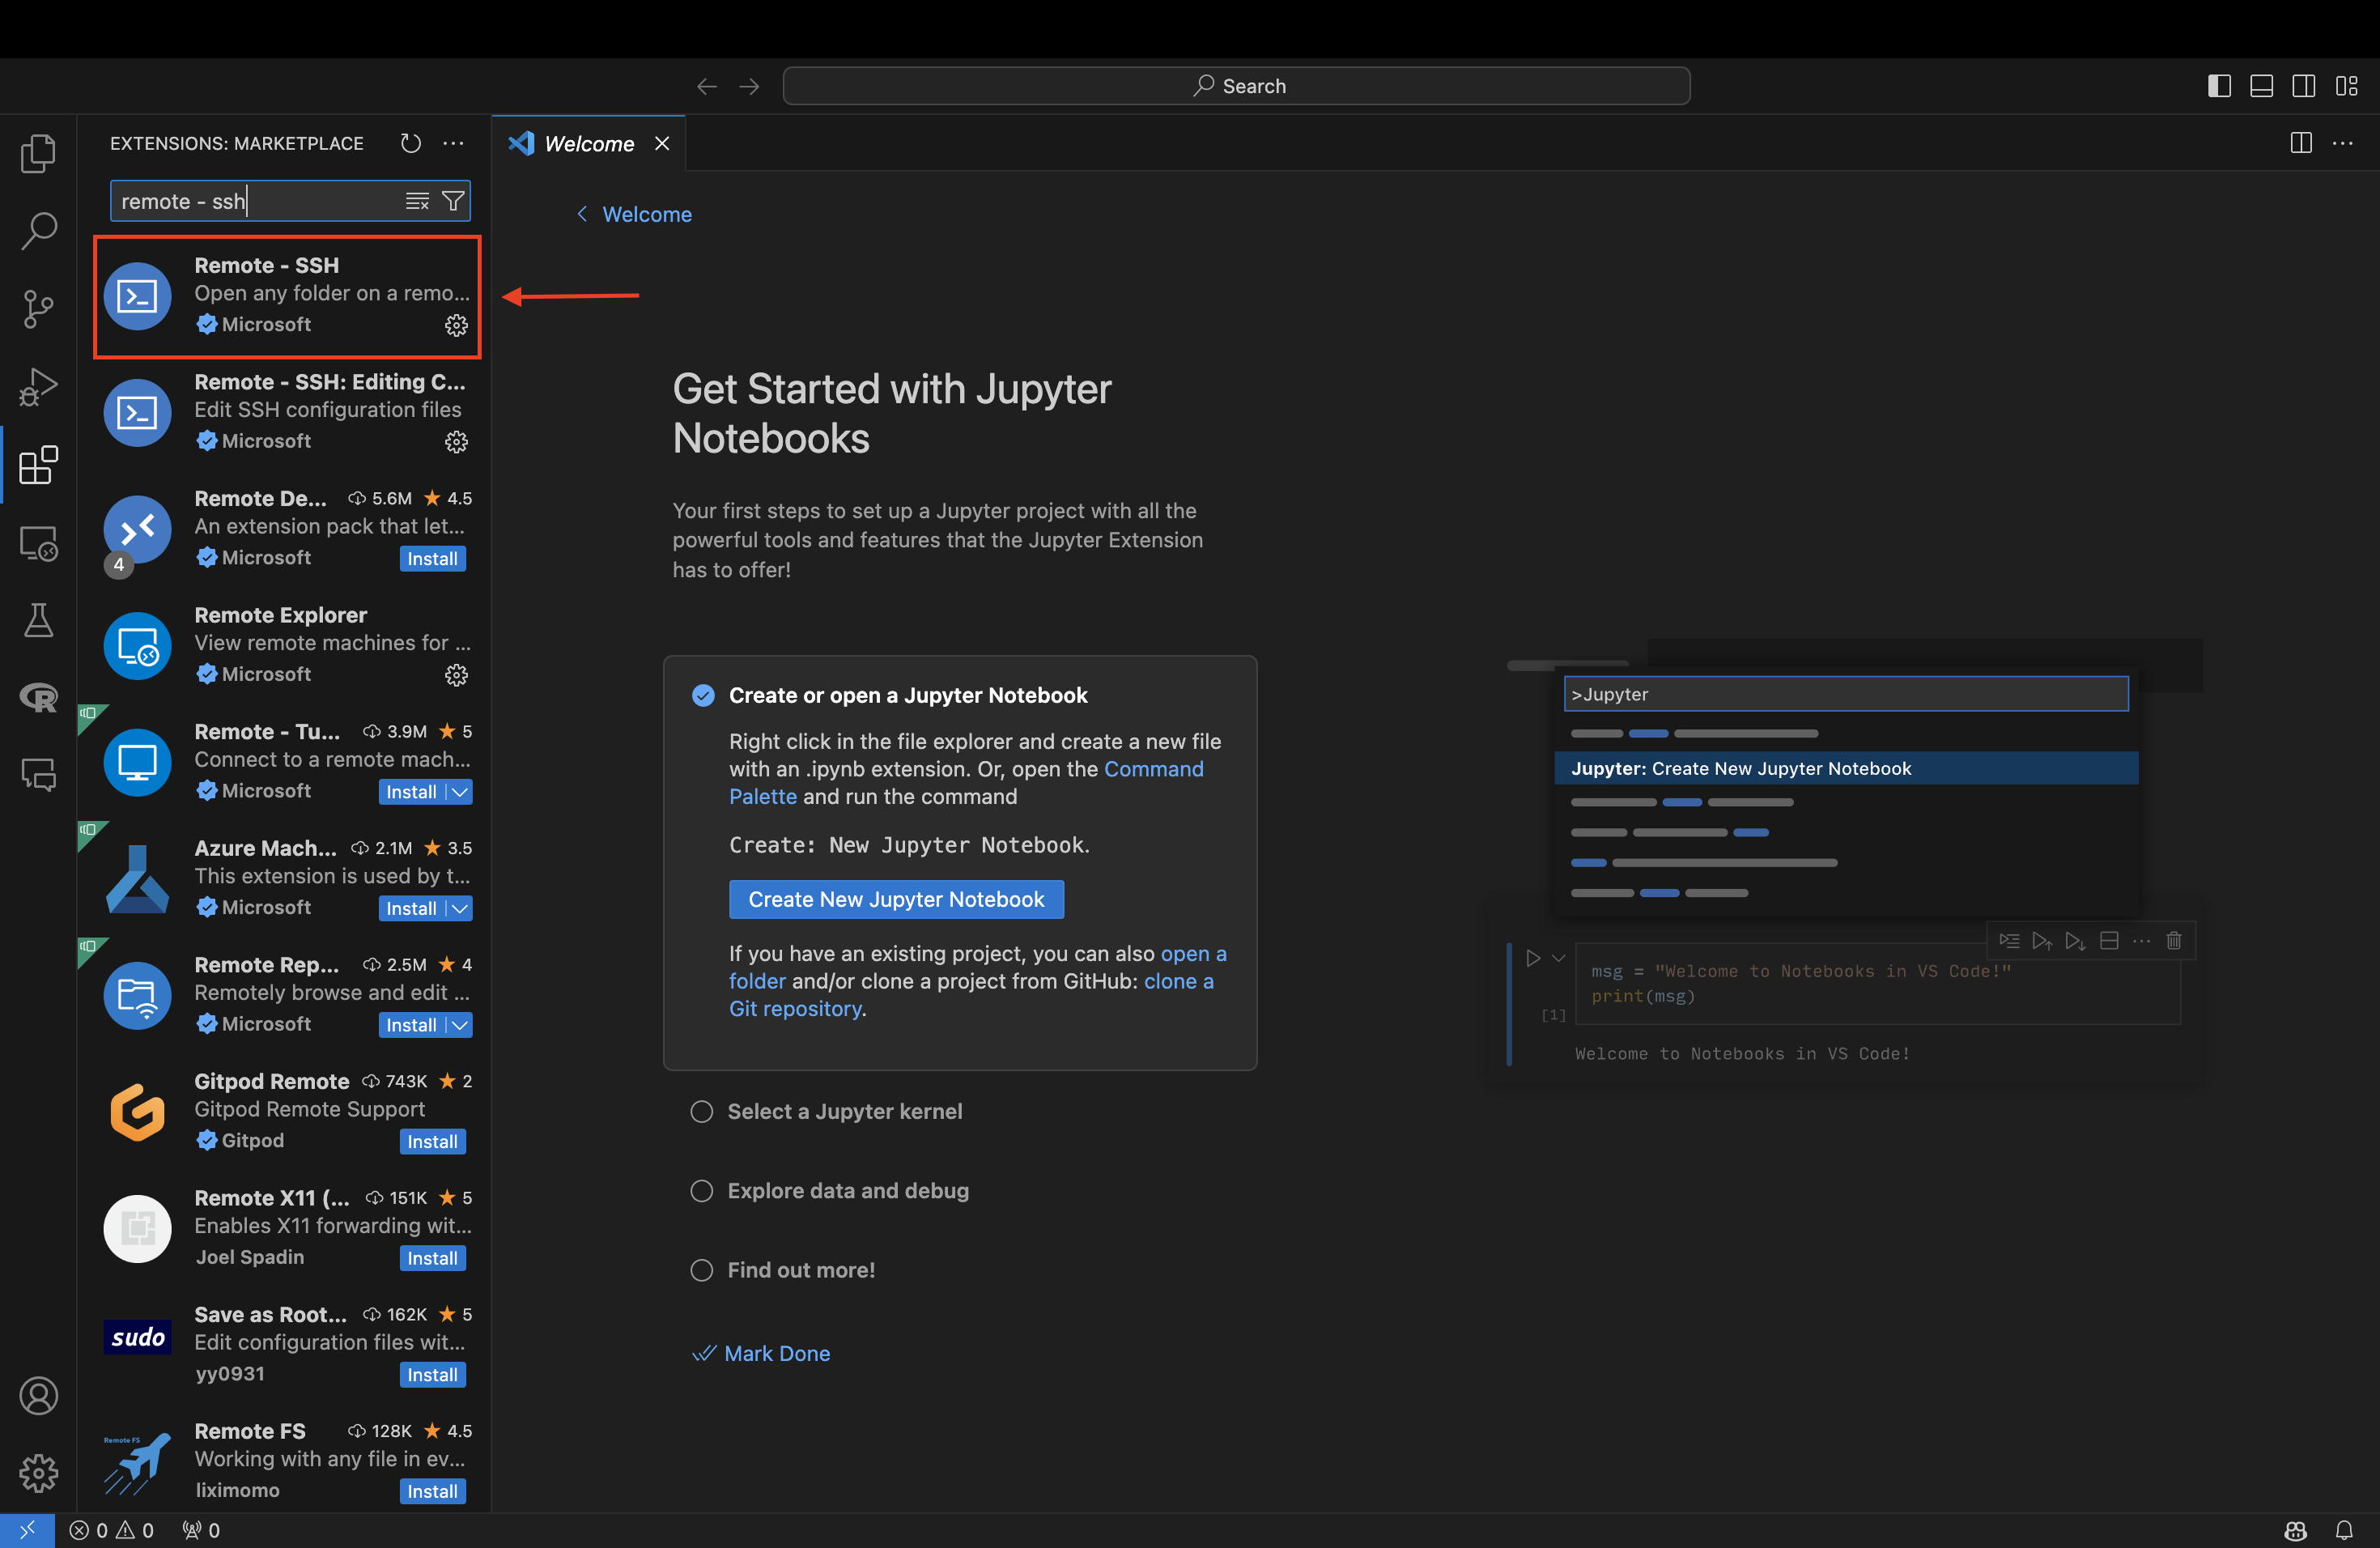 Search
EXTENSIONS: MARKETPLACE
Welcome
remote - ssh
Remote - SSH
Open any folder on a remo...
Microsoft
Remote - SSH: Editing C...
Edit SSH configuration files
Microsoft
Remote De... 5.6M 4.5
An extension pack that let...
4
Microsoft Install
Remote Explorer
View remote machines for ...
Microsoft
Remote - Tu... 3.9M 5
Connect to a remote mach...
Microsoft Install
Azure Mach... 2.1M 3.5
This extension is used by t...
Microsoft Install
Remote Rep... 2.5M 4
Remotely browse and edit ...
Microsoft Install
Gitpod Remote 743K 2
Gitpod Remote Support
Gitpod Install
Remote X11 (... 151K 5
Enables X11 forwarding wit...
Joel Spadin Install
sudo
Save as Root... 162K 5
Edit configuration files wit...
yy0931 Install
Remote FS
Remote FS 128K 4.5
Working with any file in ev...
liximomo Install
Welcome
Get Started with Jupyter
Notebooks
Your first steps to set up a Jupyter project with all the
powerful tools and features that the Jupyter Extension
has to offer!
Create or open a Jupyter Notebook
Right click in the file explorer and create a new file
with an .ipynb extension. Or, open the Command
Palette and run the command
Create: New Jupyter Notebook.
Create New Jupyter Notebook
If you have an existing project, you can also open a
folder and/or clone a project from GitHub: clone a
Git repository.
Select a Jupyter kernel
Explore data and debug
Find out more!
Mark Done
>Jupyter
Jupyter: Create New Jupyter Notebook
msg = "Welcome to Notebooks in VS Code!"
print(msg)
[1]
Welcome to Notebooks in VS Code!
0 0 0